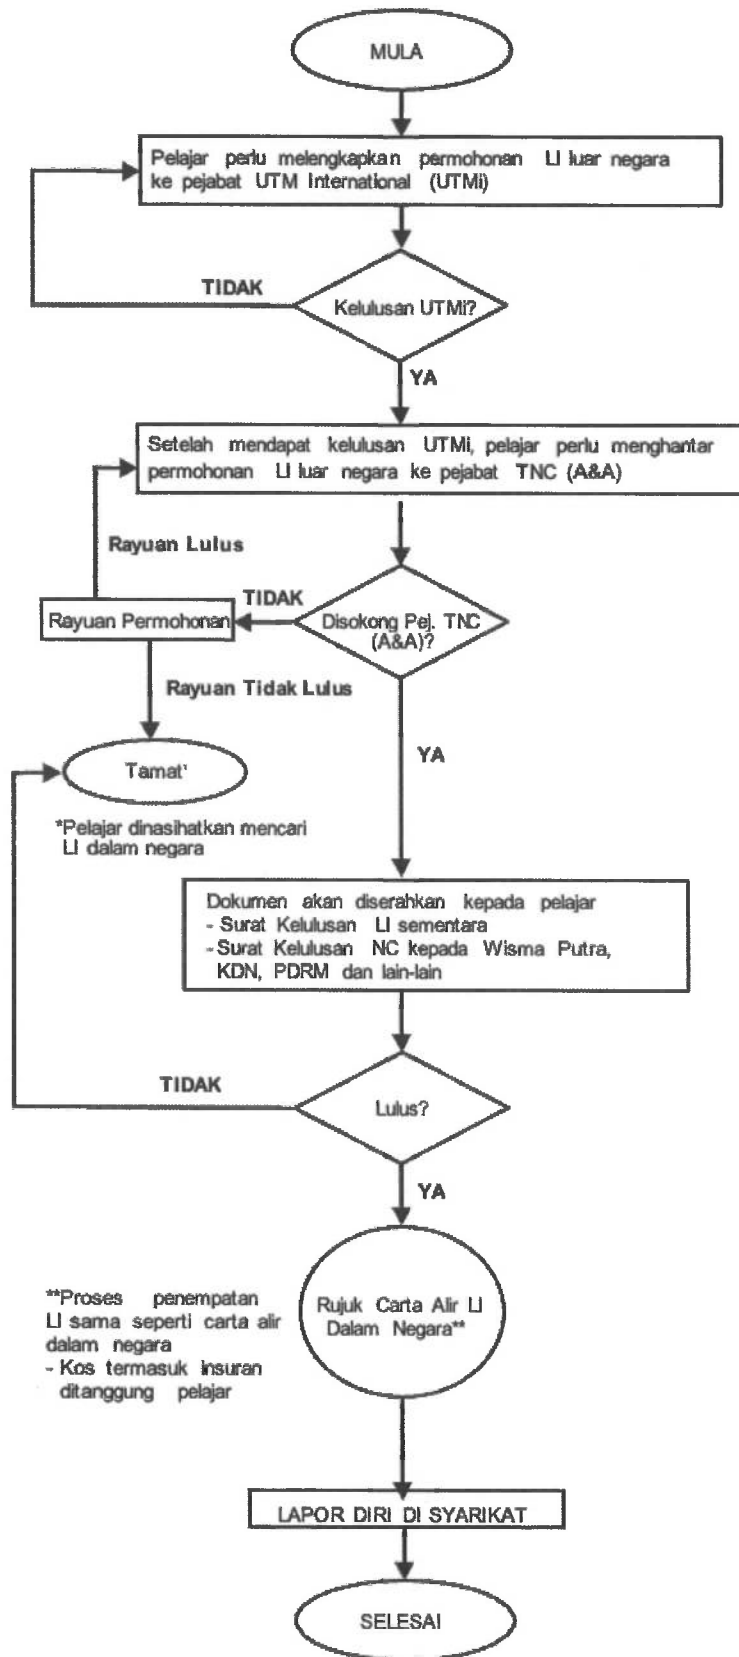 MULA
Pelajar perlu melengkapkan permohonan LI luar negara
ke pejabat UTM International (UTMi)
TIDAK
Kelulusan UTMi?
YA
Setelah mendapat kelulusan UTMi, pelajar perlu menghantar
permohonan LI luar negara ke pejabat TNC (A&A)
Rayuan Lulus
TIDAK
Rayuan Permohonan
Disokong Pej. TNC
(A&A)?
Rayuan Tidak Lulus
YA
Tamat*
*Pelajar dinasihatkan mencari
LI dalam negara
Dokumen akan diserahkan kepada pelajar
- Surat Kelulusan LI sementara
- Surat Kelulusan NC kepada Wisma Putra,
KDN, PDRM dan lain-lain
TIDAK
Lulus?
YA
**Proses penempatan
LI sama seperti carta alir
dalam negara
- Kos termasuk insuran
ditanggung pelajar
Rujuk Carta Alir LI
Dalam Negara**
LAPOR DIRI DI SYARIKAT
SELESAI